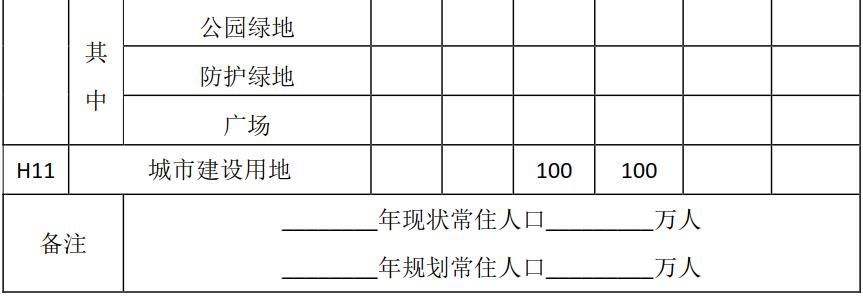 公园绿地
其
防护绿地
中
广场
H11 城市建设用地 100 100
________年现状常住人口_________万人
备注
________年规划常住人口_________万人